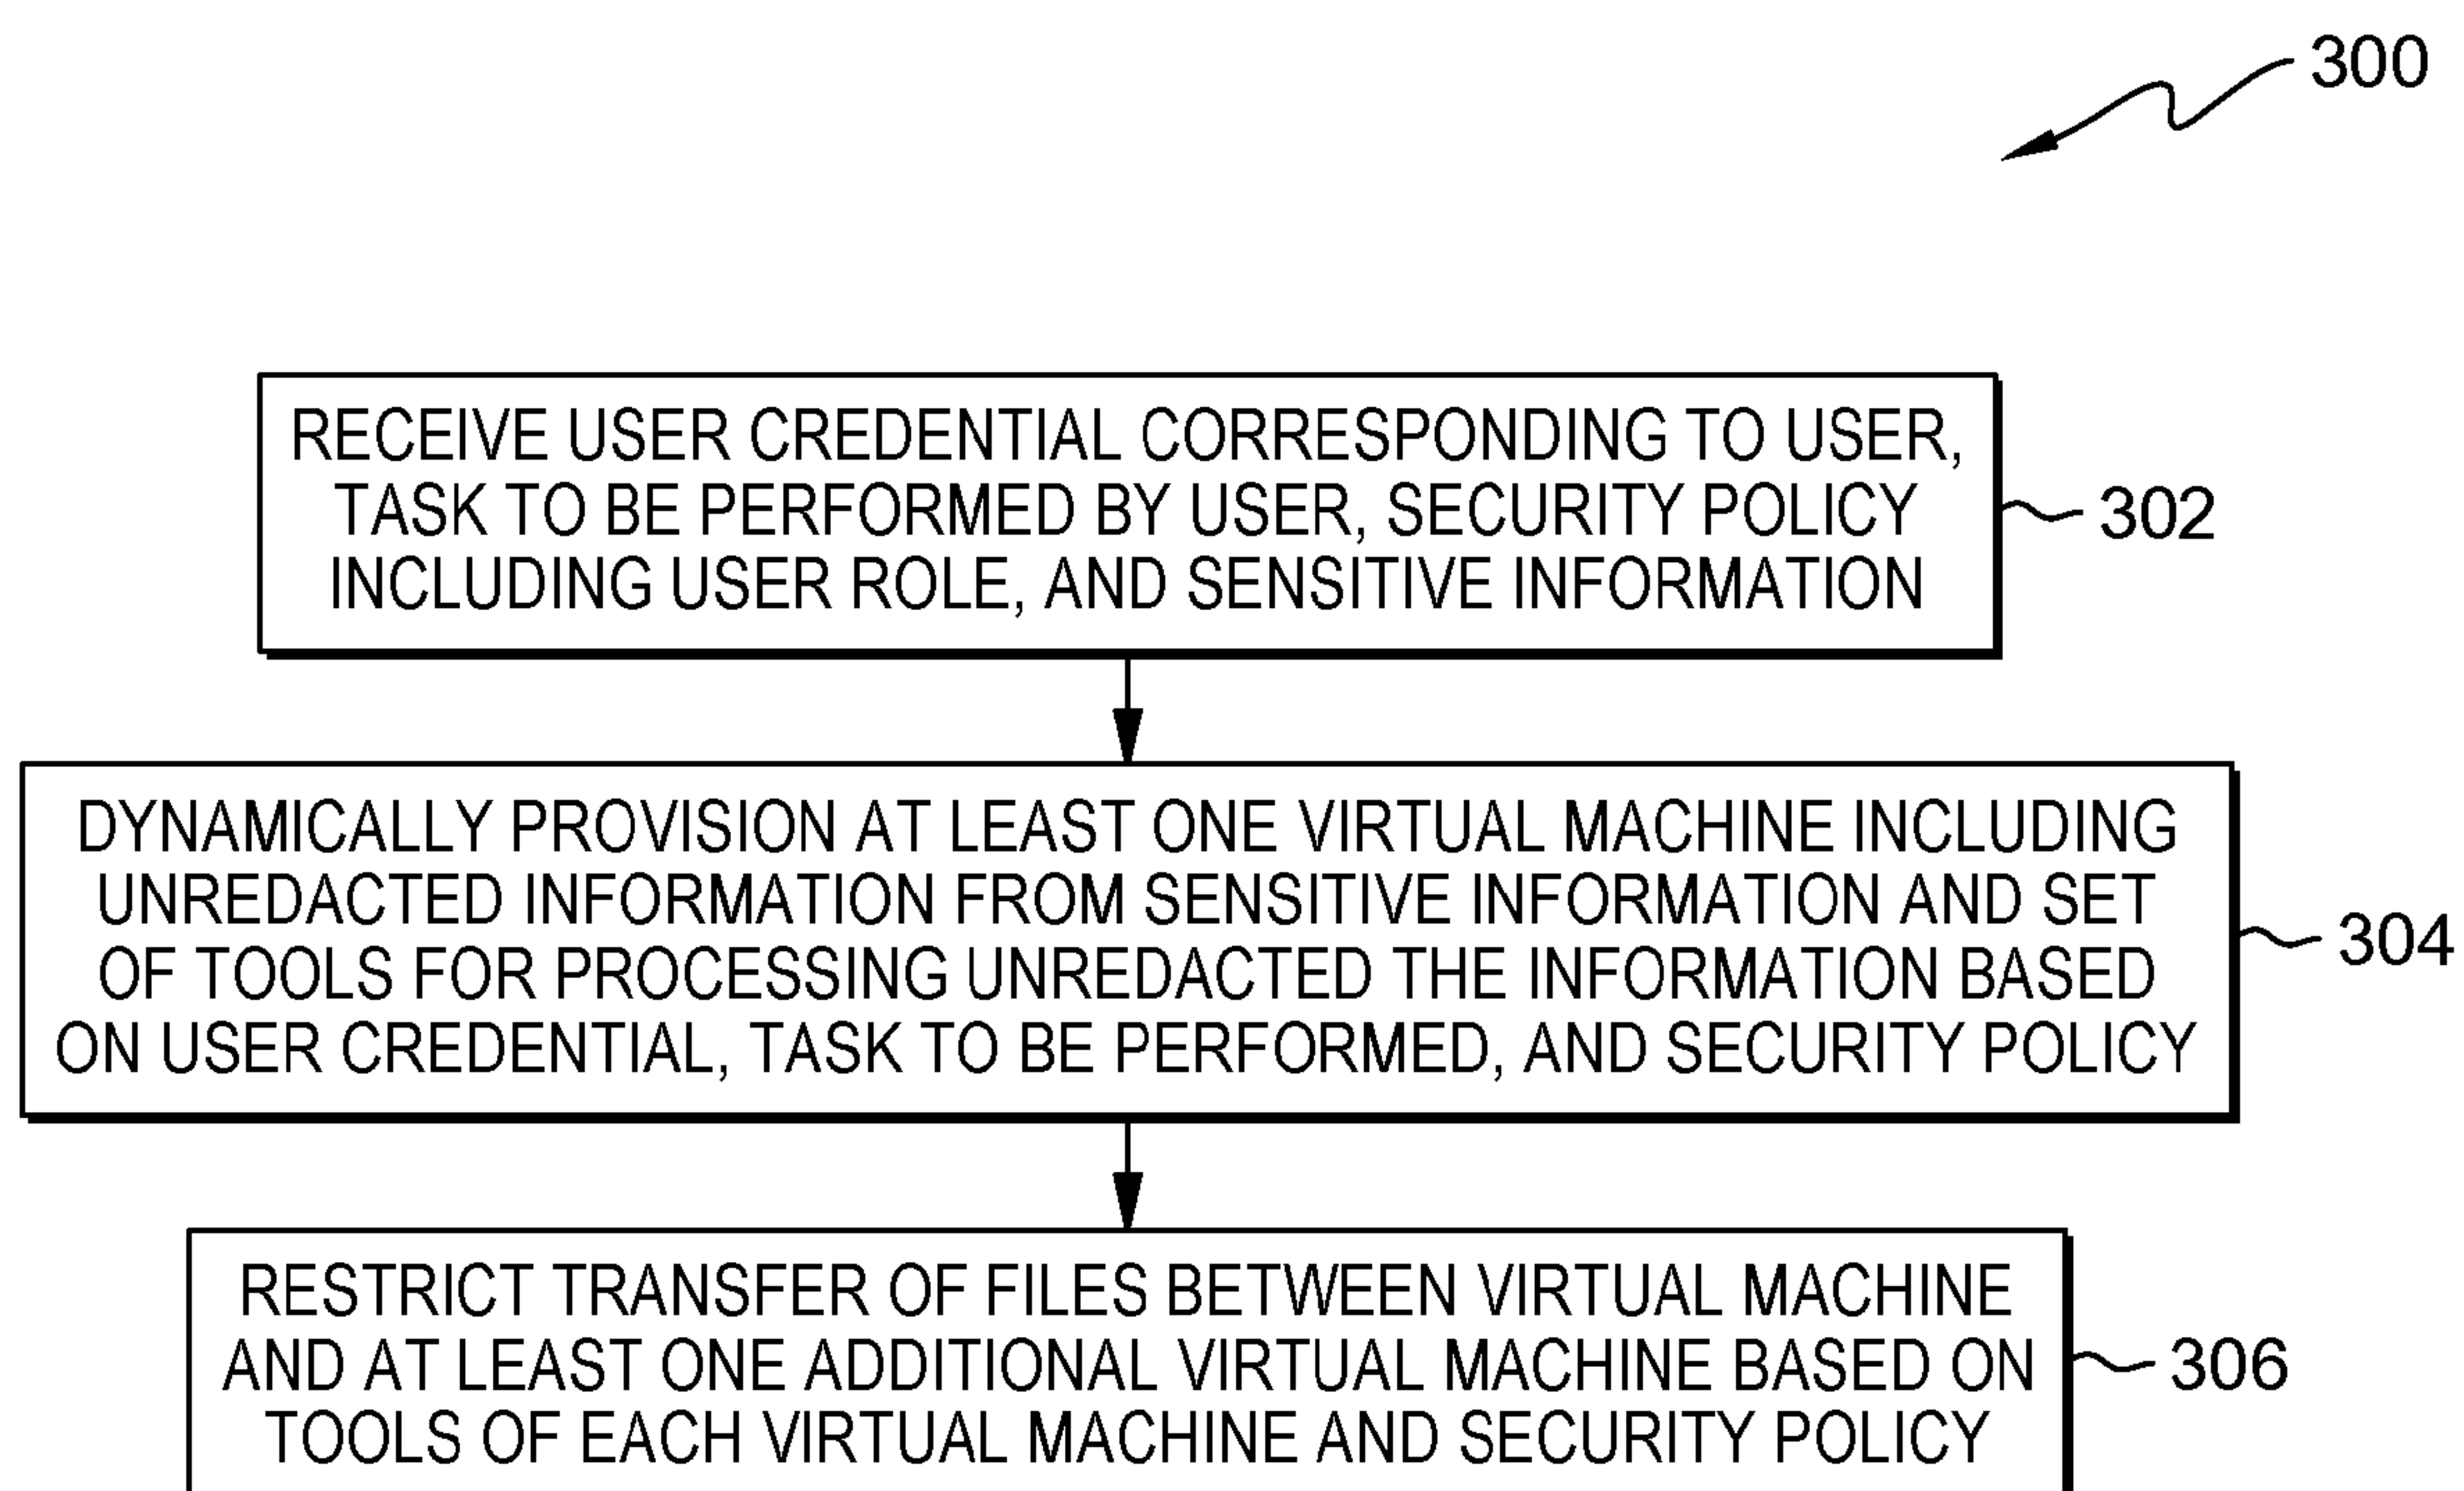 300
RECEIVE USER CREDENTIAL CORRESPONDING TO USER,
TASK TO BE PERFORMED BY USER, SECURITY POLICY
INCLUDING USER ROLE, AND SENSITIVE INFORMATION
302
DYNAMICALLY PROVISION AT LEAST ONE VIRTUAL MACHINE INCLUDING
UNREDACTED INFORMATION FROM SENSITIVE INFORMATION AND SET
OF TOOLS FOR PROCESSING UNREDACTED THE INFORMATION BASED
ON USER CREDENTIAL, TASK TO BE PERFORMED, AND SECURITY POLICY
304
RESTRICT TRANSFER OF FILES BETWEEN VIRTUAL MACHINE
AND AT LEAST ONE ADDITIONAL VIRTUAL MACHINE BASED ON
TOOLS OF EACH VIRTUAL MACHINE AND SECURITY POLICY
306